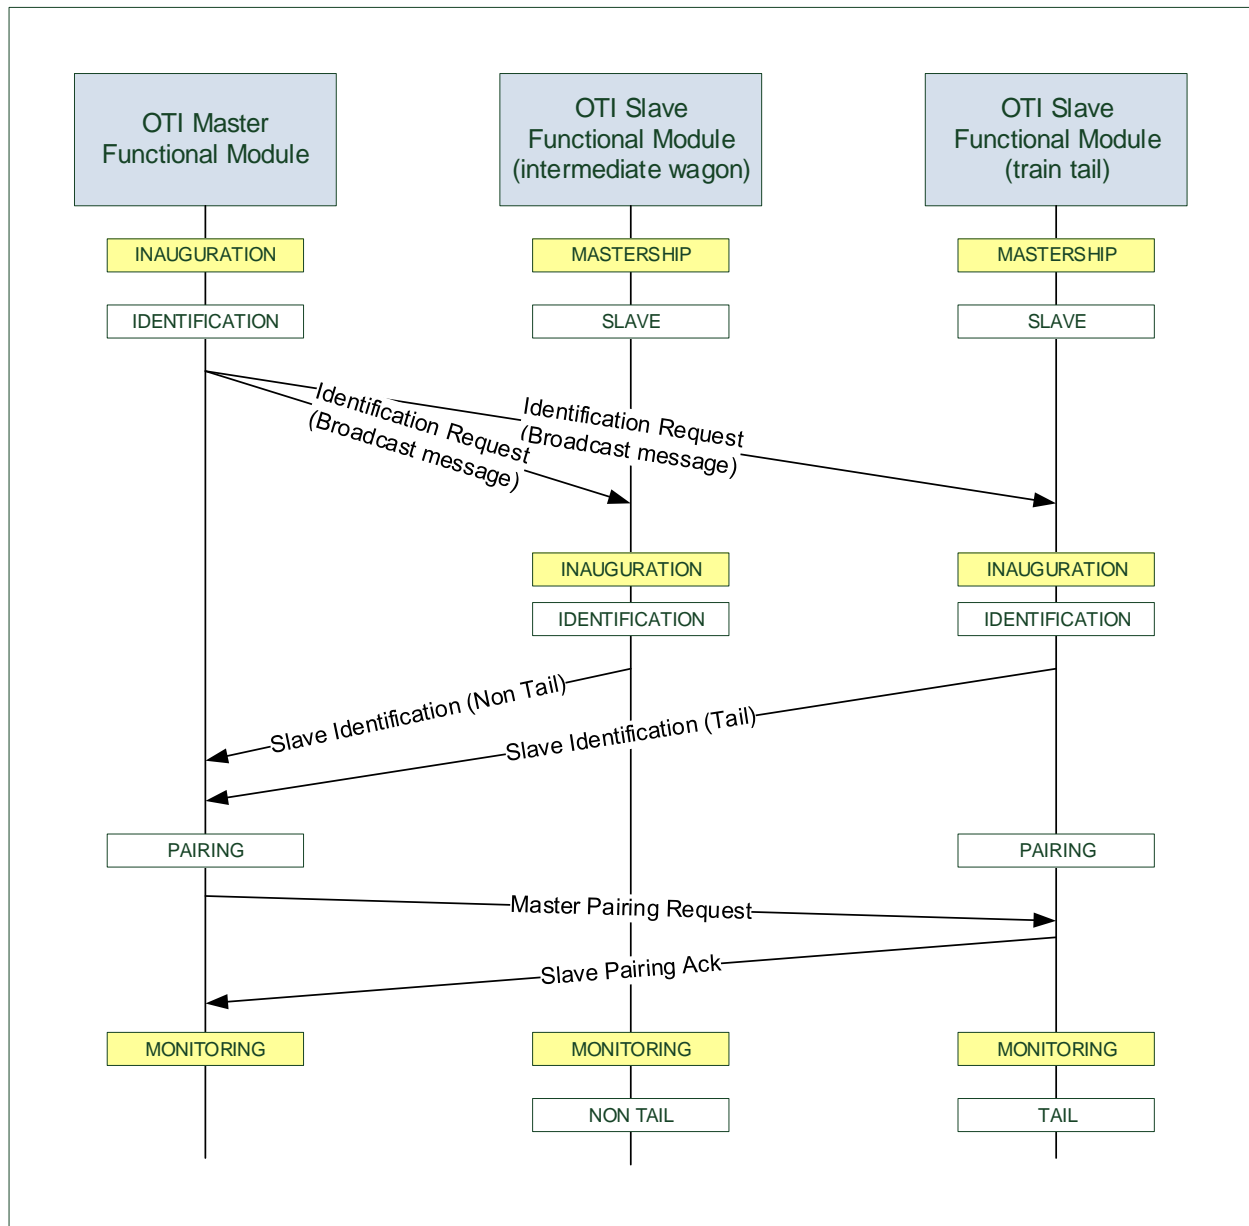 OTI Master
Functional Module
OTI Slave
Functional Module
(intermediate wagon)
OTI Slave
Functional Module
(train tail)
INAUGURATION
MASTERSHIP
MASTERSHIP
IDENTIFICATION
SLAVE
SLAVE
Identification Request
(Broadcast message)
Identification Request
(Broadcast message)
INAUGURATION
INAUGURATION
IDENTIFICATION
IDENTIFICATION
Slave Identification (Non Tail)
Slave Identification (Tail)
PAIRING
PAIRING
Master Pairing Request
Slave Pairing Ack
MONITORING
MONITORING
MONITORING
NON TAIL
TAIL